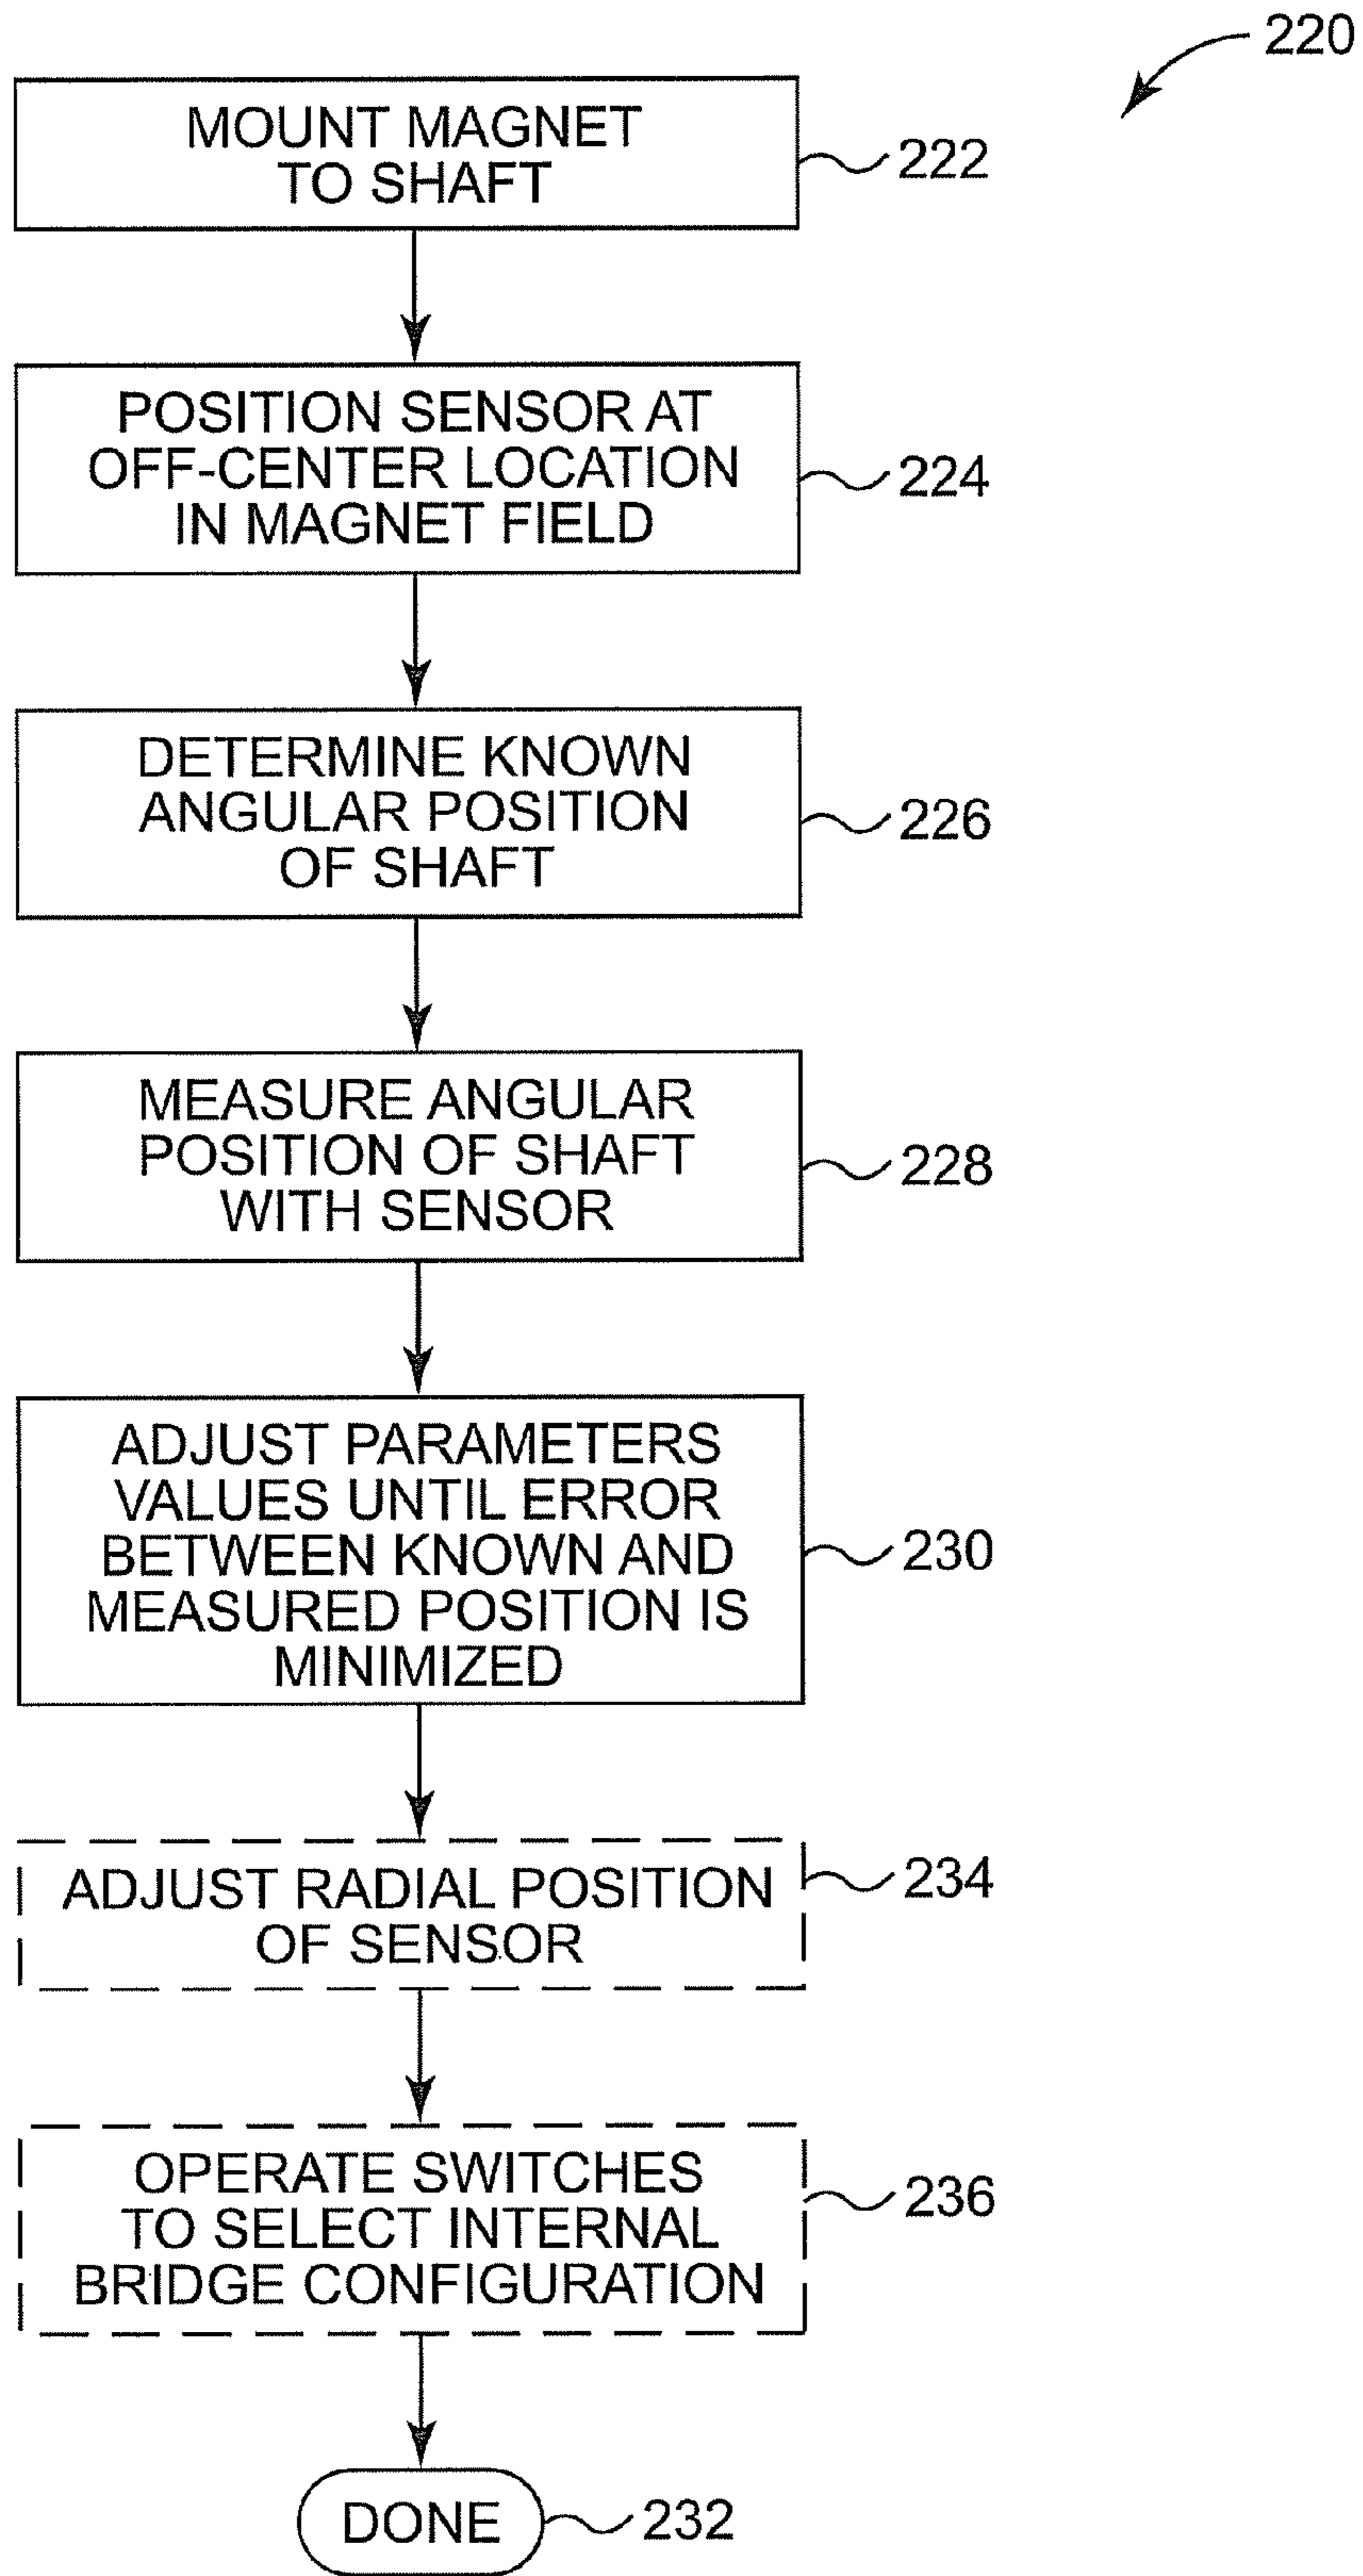 220
MOUNT MAGNET
TO SHAFT
222
POSITION SENSOR AT
OFF-CENTER LOCATION
IN MAGNET FIELD
224
DETERMINE KNOWN
ANGULAR POSITION
OF SHAFT
226
MEASURE ANGULAR
POSITION OF SHAFT
WITH SENSOR
228
ADJUST PARAMETERS
VALUES UNTIL ERROR
BETWEEN KNOWN AND
MEASURED POSITION IS
MINIMIZED
230
ADJUST RADIAL POSITION
OF SENSOR
234
OPERATE SWITCHES
TO SELECT INTERNAL
BRIDGE CONFIGURATION
236
DONE
232